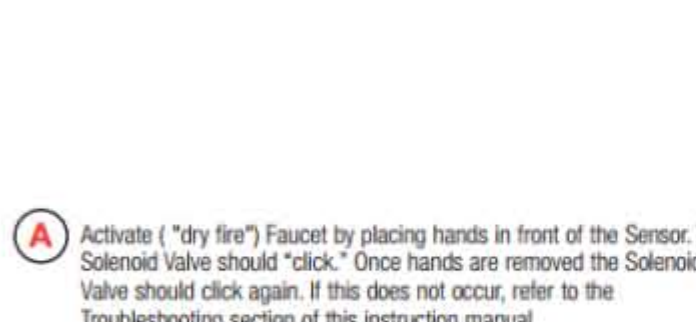 A Activate ( "dry fire") Faucet by placing hands in front of the Sensor.
Solenoid Valve should "click." Once hands are removed the Solenoid
Valve should click again. If this does not occur, refer to the
Troubleshooting section of this instruction manual